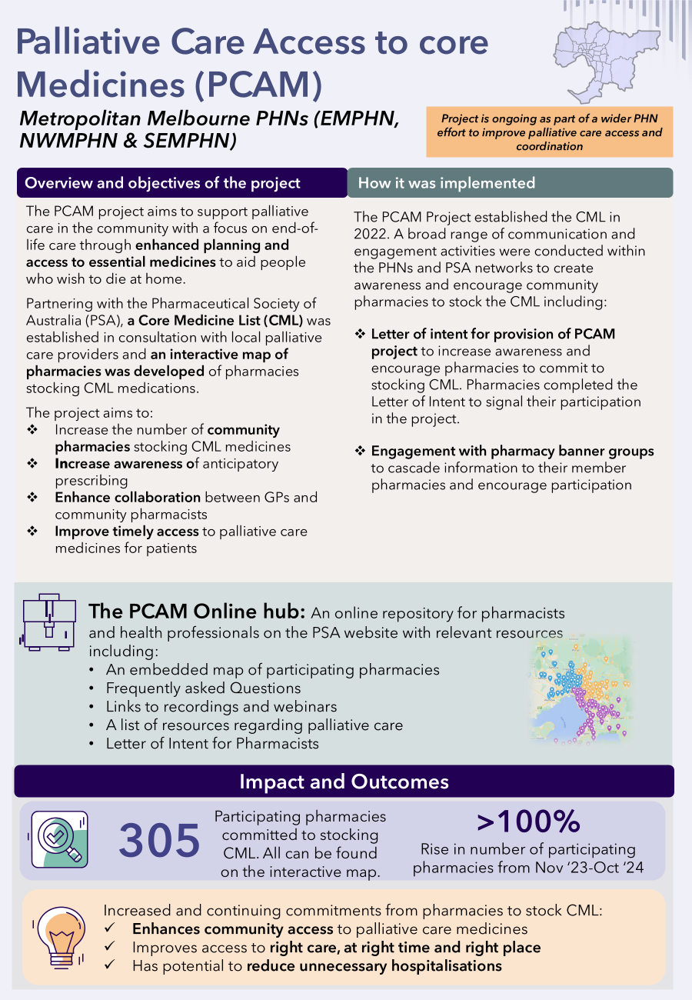 Palliative Care Access to core
Medicines (PCAM)
Metropolitan Melbourne PHNs (EMPHN,
NWMPHN & SEMPHN)
Project is ongoing as part of a wider PHN
effort to improve palliative care access and
coordination
Overview and objectives of the project
The PCAM project aims to support palliative
care in the community with a focus on end-of-
life care through enhanced planning and
access to essential medicines to aid people
who wish to die at home.
Partnering with the Pharmaceutical Society of
Australia (PSA), a Core Medicine List (CML) was
established in consultation with local palliative
care providers and an interactive map of
pharmacies was developed of pharmacies
stocking CML medications.
The project aims to:
❖ Increase the number of community
pharmacies stocking CML medicines
❖ Increase awareness of anticipatory
prescribing
❖ Enhance collaboration between GPs and
community pharmacists
❖ Improve timely access to palliative care
medicines for patients
How it was implemented
The PCAM Project established the CML in
2022. A broad range of communication and
engagement activities were conducted within
the PHNs and PSA networks to create
awareness and encourage community
pharmacies to stock the CML including:
❖ Letter of intent for provision of PCAM
project to increase awareness and
encourage pharmacies to commit to
stocking CML. Pharmacies completed the
Letter of Intent to signal their participation
in the project.
❖ Engagement with pharmacy banner groups
to cascade information to their member
pharmacies and encourage participation
The PCAM Online hub: An online repository for pharmacists
and health professionals on the PSA website with relevant resources
including:
• An embedded map of participating pharmacies
• Frequently asked Questions
• Links to recordings and webinars
• A list of resources regarding palliative care
• Letter of Intent for Pharmacists
Impact and Outcomes
305
Participating pharmacies
committed to stocking
CML. All can be found
on the interactive map.
>100%
Rise in number of participating
pharmacies from Nov ‘23-Oct ‘24
Increased and continuing commitments from pharmacies to stock CML:
✓ Enhances community access to palliative care medicines
✓ Improves access to right care, at right time and right place
✓ Has potential to reduce unnecessary hospitalisations